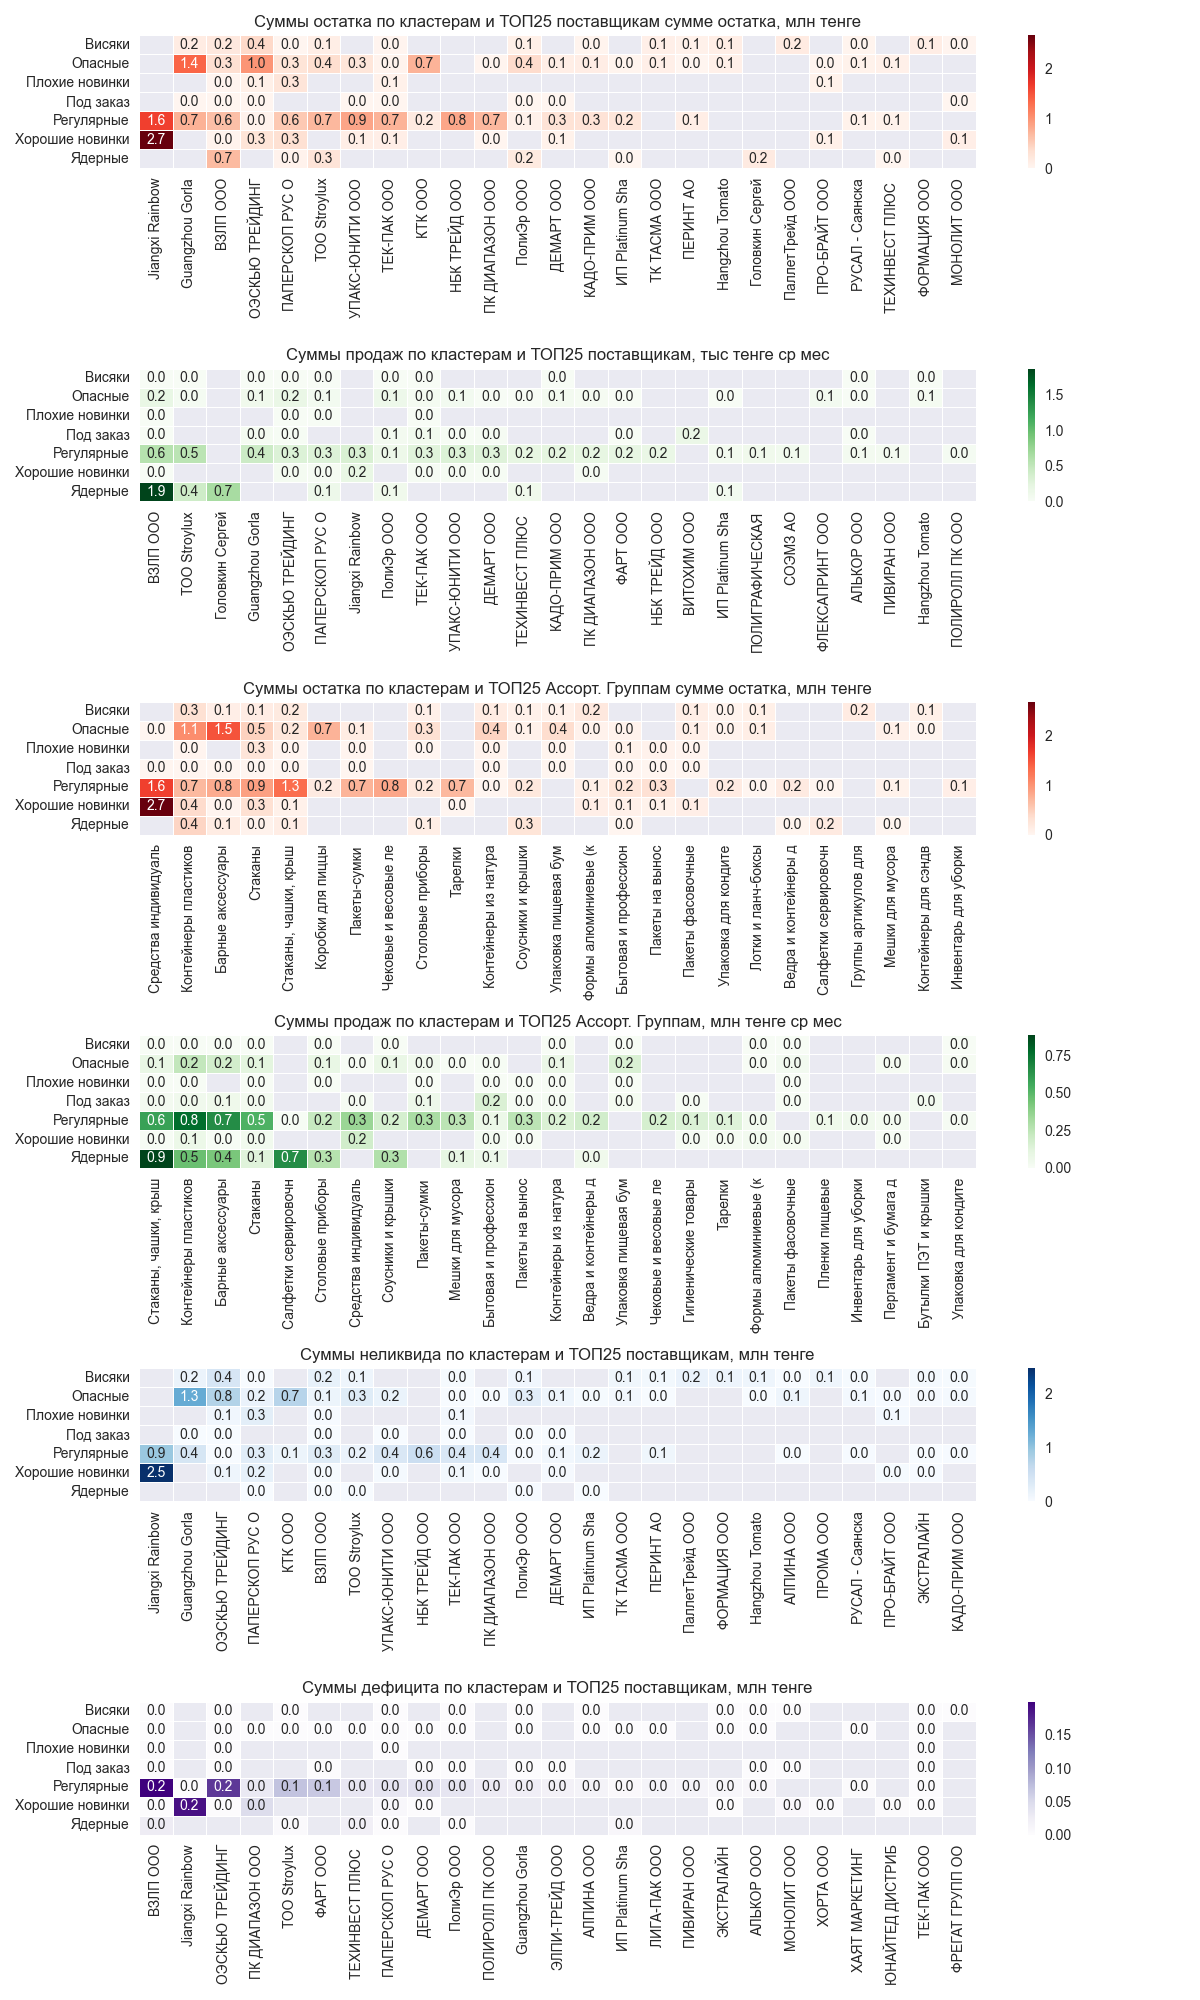 Суммы остатка по кластерам и ТОП25 поставщикам сумме остатка, млн тенге
Висяки 0.2 0.2 0.4 0.0 0.1 0.0 0.1 0.0 0.1 0.1 0.1 0.2 0.0 0.1 0.0
Опасные 1.4 0.3 1.0 0.3 0.4 0.3 0.0 0.7 0.0 0.4 0.1 0.1 0.0 0.1 0.0 0.1 0.0 0.1 0.1
Плохие новинки 0.0 0.1 0.3 0.1 0.1
Под заказ 0.0 0.0 0.0 0.0 0.0 0.0 0.0 0.0
Регулярные 1.6 0.7 0.6 0.0 0.6 0.7 0.9 0.7 0.2 0.8 0.7 0.1 0.3 0.3 0.2 0.1 0.1 0.1
Хорошие новинки 2.7 0.0 0.3 0.3 0.1 0.1 0.0 0.1 0.1 0.1
Ядерные 0.7 0.0 0.3 0.2 0.0 0.2 0.0
2
1
0
Jiangxi Rainbow
Guangzhou Gorla
ВЗЛП ООО
ОЭСКЬЮ ТРЕЙДИНГ
ПАПЕРСКОП РУС О
ТОО Stroylux
УПАКС-ЮНИТИ ООО
ТЕК-ПАК ООО
КТК ООО
НБК ТРЕЙД ООО
ПК ДИАПАЗОН ООО
ПолиЭр ООО
ДЕМАРТ ООО
КАДО-ПРИМ ООО
ИП Platinum Sha
ТК ТАСМА ООО
ПЕРИНТ АО
Hangzhou Tomato
Головкин Сергей
ПаллетТрейд ООО
ПРО-БРАЙТ ООО
РУСАЛ - Саянска
ТЕХИНВЕСТ ПЛЮС
ФОРМАЦИЯ ООО
МОНОЛИТ ООО
Суммы продаж по кластерам и ТОП25 поставщикам, тыс тенге ср мес
Висяки 0.0 0.0 0.0 0.0 0.0 0.0 0.0 0.0 0.0 0.0
Опасные 0.2 0.0 0.1 0.2 0.1 0.1 0.0 0.1 0.0 0.0 0.1 0.0 0.0 0.0 0.1 0.0 0.1
Плохие новинки 0.0 0.0 0.0 0.0
Под заказ 0.0 0.0 0.0 0.1 0.1 0.0 0.0 0.0 0.2 0.0
Регулярные 0.6 0.5 0.4 0.3 0.3 0.3 0.1 0.3 0.3 0.3 0.2 0.2 0.2 0.2 0.2 0.1 0.1 0.1 0.1 0.1 0.0
Хорошие новинки 0.0 0.0 0.0 0.2 0.0 0.0 0.0 0.0
Ядерные 1.9 0.4 0.7 0.1 0.1 0.1 0.1
1.5
1.0
0.5
0.0
ВЗЛП ООО
ТОО Stroylux
Головкин Сергей
Guangzhou Gorla
ОЭСКЬЮ ТРЕЙДИНГ
ПАПЕРСКОП РУС О
Jiangxi Rainbow
ПолиЭр ООО
ТЕК-ПАК ООО
УПАКС-ЮНИТИ ООО
ДЕМАРТ ООО
ТЕХИНВЕСТ ПЛЮС
КАДО-ПРИМ ООО
ПК ДИАПАЗОН ООО
ФАРТ ООО
НБК ТРЕЙД ООО
ВИТОХИМ ООО
ИП Platinum Sha
ПОЛИГРАФИЧЕСКАЯ
СОЭМЗ АО
ФЛЕКСАПРИНТ ООО
АЛЬКОР ООО
ПИВИРАН ООО
Hangzhou Tomato
ПОЛИРОЛЛ ПК ООО
Суммы остатка по кластерам и ТОП25 Ассорт. Группам сумме остатка, млн тенге
Висяки 0.3 0.1 0.1 0.2 0.1 0.1 0.1 0.1 0.2 0.1 0.0 0.1 0.2 0.1
Опасные 0.0 1.1 1.5 0.5 0.2 0.7 0.1 0.3 0.4 0.1 0.4 0.0 0.0 0.1 0.0 0.1 0.1 0.0
Плохие новинки 0.0 0.3 0.0 0.0 0.0 0.0 0.0 0.1 0.0 0.0
Под заказ 0.0 0.0 0.0 0.0 0.0 0.0 0.0 0.0 0.0 0.0 0.0
Регулярные 1.6 0.7 0.8 0.9 1.3 0.2 0.7 0.8 0.2 0.7 0.0 0.2 0.1 0.2 0.3 0.2 0.0 0.2 0.0 0.1 0.1
Хорошие новинки 2.7 0.4 0.0 0.3 0.1 0.0 0.1 0.1 0.1 0.1
Ядерные 0.4 0.1 0.0 0.1 0.1 0.3 0.0 0.0 0.2 0.0
2
1
0
Средства индивидуаль
Контейнеры пластиков
Барные аксессуары
Стаканы
Стаканы, чашки, крыш
Коробки для пиццы
Пакеты-сумки
Чековые и весовые ле
Столовые приборы
Тарелки
Контейнеры из натура
Соусники и крышки
Упаковка пищевая бум
Формы алюминиевые (к
Бытовая и профессион
Пакеты на вынос
Пакеты фасовочные
Упаковка для кондите
Лотки и ланч-боксы
Ведра и контейнеры д
Салфетки сервировочн
Группы артикулов для
Мешки для мусора
Контейнеры для сэндв
Инвентарь для уборки
Суммы продаж по кластерам и ТОП25 Ассорт. Группам, млн тенге ср мес
Висяки 0.0 0.0 0.0 0.0 0.0 0.0 0.0 0.0 0.0 0.0 0.0
Опасные 0.1 0.2 0.2 0.1 0.1 0.0 0.1 0.0 0.0 0.0 0.1 0.2 0.0 0.0 0.0 0.0
Плохие новинки 0.0 0.0 0.0 0.0 0.0 0.0 0.0 0.0 0.0 0.0
Под заказ 0.0 0.0 0.1 0.0 0.0 0.1 0.2 0.0 0.0 0.0 0.0 0.0
Регулярные 0.6 0.8 0.7 0.5 0.0 0.2 0.3 0.2 0.3 0.3 0.1 0.3 0.2 0.2 0.2 0.1 0.1 0.0 0.1 0.0 0.0 0.0
Хорошие новинки 0.0 0.1 0.0 0.0 0.2 0.0 0.0 0.0 0.0 0.0 0.0 0.0
Ядерные 0.9 0.5 0.4 0.1 0.7 0.3 0.3 0.1 0.1 0.0
0.75
0.50
0.25
0.00
Стаканы, чашки, крыш
Контейнеры пластиков
Барные аксессуары
Стаканы
Салфетки сервировочн
Столовые приборы
Средства индивидуаль
Соусники и крышки
Пакеты-сумки
Мешки для мусора
Бытовая и профессион
Пакеты на вынос
Контейнеры из натура
Ведра и контейнеры д
Упаковка пищевая бум
Чековые и весовые ле
Гигиенические товары
Тарелки
Формы алюминиевые (к
Пакеты фасовочные
Пленки пищевые
Инвентарь для уборки
Пергамент и бумага д
Бутылки ПЭТ и крышки
Упаковка для кондите
Суммы неликвида по кластерам и ТОП25 поставщикам, млн тенге
Висяки 0.2 0.4 0.0 0.2 0.1 0.0 0.1 0.1 0.1 0.2 0.1 0.1 0.0 0.1 0.0 0.0 0.0
Опасные 1.3 0.8 0.2 0.7 0.1 0.3 0.2 0.0 0.0 0.3 0.1 0.0 0.1 0.0 0.0 0.1 0.1 0.0 0.0 0.0
Плохие новинки 0.1 0.3 0.0 0.1 0.1
Под заказ 0.0 0.0 0.0 0.0 0.0 0.0 0.0
Регулярные 0.9 0.4 0.0 0.3 0.1 0.3 0.2 0.4 0.6 0.4 0.4 0.0 0.1 0.2 0.1 0.0 0.0 0.0 0.0
Хорошие новинки 2.5 0.1 0.2 0.0 0.0 0.1 0.0 0.0 0.0 0.0
Ядерные 0.0 0.0 0.0 0.0 0.0
2
1
0
Jiangxi Rainbow
Guangzhou Gorla
ОЭСКЬЮ ТРЕЙДИНГ
ПАПЕРСКОП РУС О
КТК ООО
ВЗЛП ООО
ТОО Stroylux
УПАКС-ЮНИТИ ООО
НБК ТРЕЙД ООО
ТЕК-ПАК ООО
ПК ДИАПАЗОН ООО
ПолиЭр ООО
ДЕМАРТ ООО
ИП Platinum Sha
ТК ТАСМА ООО
ПЕРИНТ АО
ПаллетТрейд ООО
ФОРМАЦИЯ ООО
Hangzhou Tomato
АЛПИНА ООО
ПРОМА ООО
РУСАЛ - Саянска
ПРО-БРАЙТ ООО
ЭКСТРАЛАЙН
КАДО-ПРИМ ООО
Суммы дефицита по кластерам и ТОП25 поставщикам, млн тенге
Висяки 0.0 0.0 0.0 0.0 0.0 0.0 0.0 0.0 0.0 0.0 0.0 0.0
Опасные 0.0 0.0 0.0 0.0 0.0 0.0 0.0 0.0 0.0 0.0 0.0 0.0 0.0 0.0 0.0 0.0 0.0 0.0
Плохие новинки 0.0 0.0 0.0 0.0
Под заказ 0.0 0.0 0.0 0.0 0.0 0.0 0.0 0.0 0.0 0.0
Регулярные 0.2 0.0 0.2 0.0 0.1 0.1 0.0 0.0 0.0 0.0 0.0 0.0 0.0 0.0 0.0 0.0 0.0 0.0 0.0 0.0 0.0
Хорошие новинки 0.0 0.2 0.0 0.0 0.0 0.0 0.0 0.0 0.0 0.0 0.0
Ядерные 0.0 0.0 0.0 0.0 0.0 0.0
0.15
0.10
0.05
0.00
ВЗЛП ООО
Jiangxi Rainbow
ОЭСКЬЮ ТРЕЙДИНГ
ПК ДИАПАЗОН ООО
ТОО Stroylux
ФАРТ ООО
ТЕХИНВЕСТ ПЛЮС
ПАПЕРСКОП РУС О
ДЕМАРТ ООО
ПолиЭр ООО
ПОЛИРОЛЛ ПК ООО
Guangzhou Gorla
ЭЛПИ-ТРЕЙД ООО
АЛПИНА ООО
ИП Platinum Sha
ЛИГА-ПАК ООО
ПИВИРАН ООО
ЭКСТРАЛАЙН
АЛЬКОР ООО
МОНОЛИТ ООО
ХОРТА ООО
ХАЯТ МАРКЕТИНГ
ЮНАЙТЕД ДИСТРИБ
ТЕК-ПАК ООО
ФРЕГАТ ГРУПП ОО